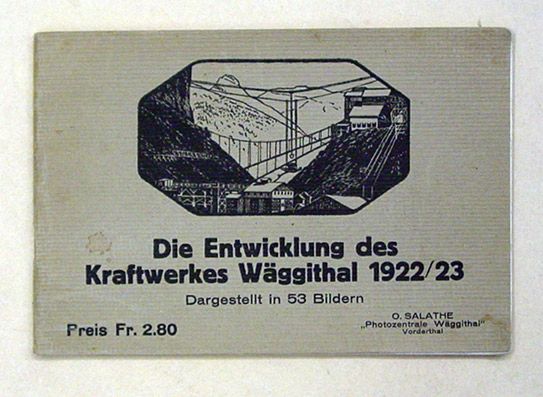 Die Entwicklung des
Kraftwerkes Wäggithal 1922/23
Dargestellt in 53 Bildern
Preis Fr. 2.80
O. SALATHE
„Photozentrale Wäggithal"
Vorderthal